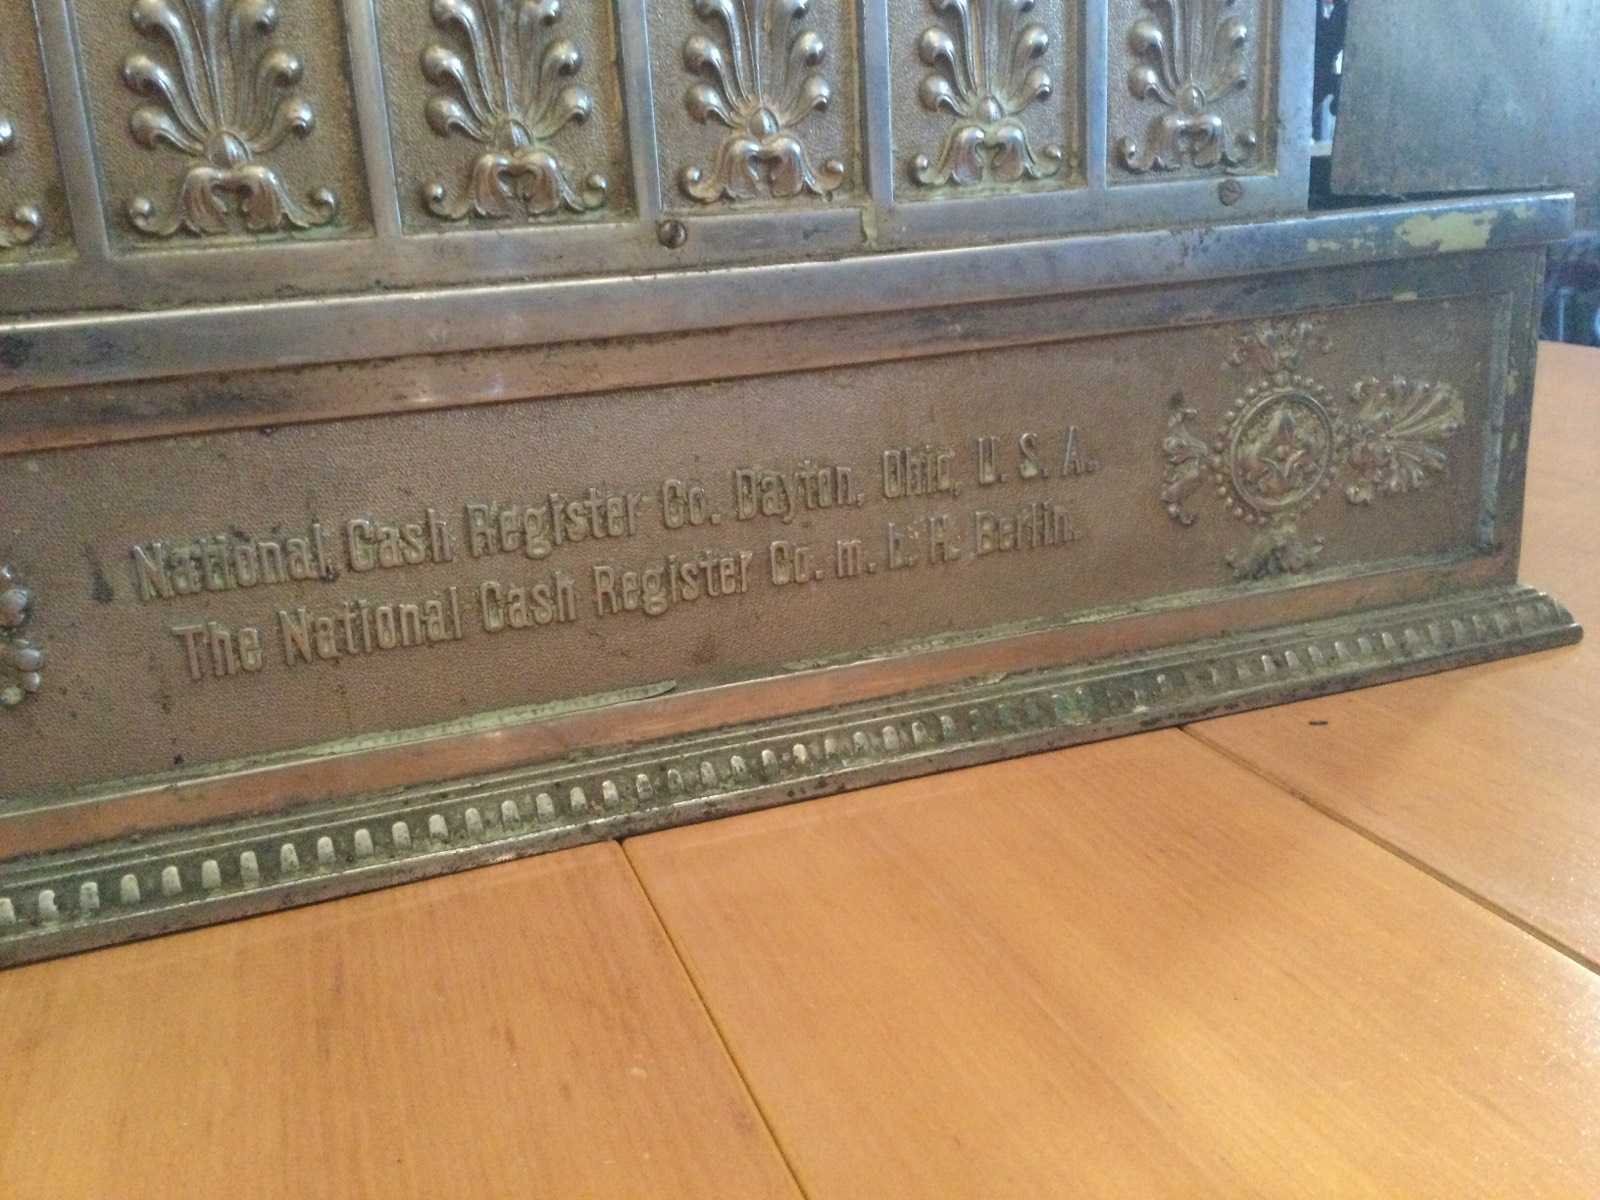 National Cash Register Co. Dayton, Ohio, U. S. A.
The National Cash Register Co. m. b. H. Berlin.